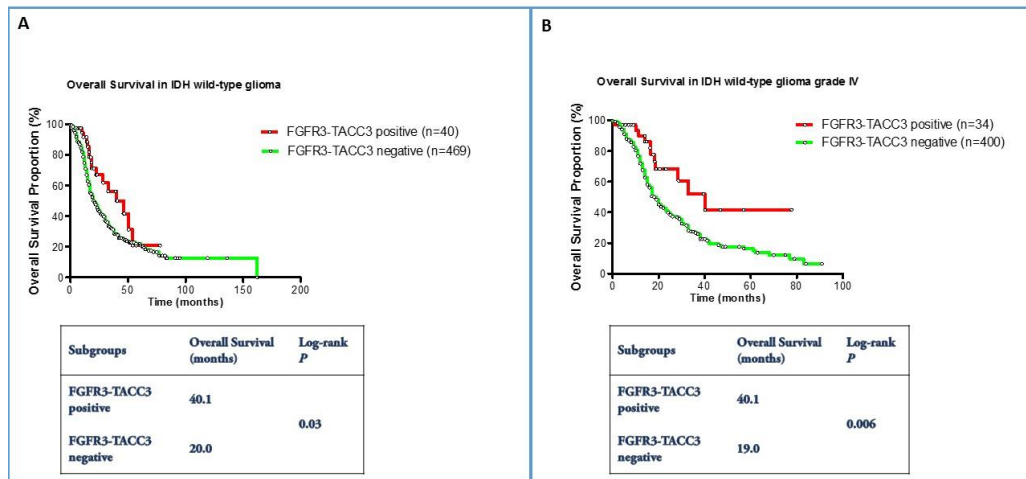 A
Overall Survival in IDH wild-type glioma
Overall Survival Proportion (%)
100
80
60
40
20
0
0 50 100 150 200
Time (months)
FGFR3-TACC3 positive (n=40)
FGFR3-TACC3 negative (n=469)
Subgroups Overall Survival (months) Log-rank P
FGFR3-TACC3 positive 40.1
0.03
FGFR3-TACC3 negative 20.0
B
Overall Survival in IDH wild-type glioma grade IV
Overall Survival Proportion (%)
100
80
60
40
20
0
0 20 40 60 80 100
Time (months)
FGFR3-TACC3 positive (n=34)
FGFR3-TACC3 negative (n=400)
Subgroups Overall Survival (months) Log-rank P
FGFR3-TACC3 positive 40.1
0.006
FGFR3-TACC3 negative 19.0